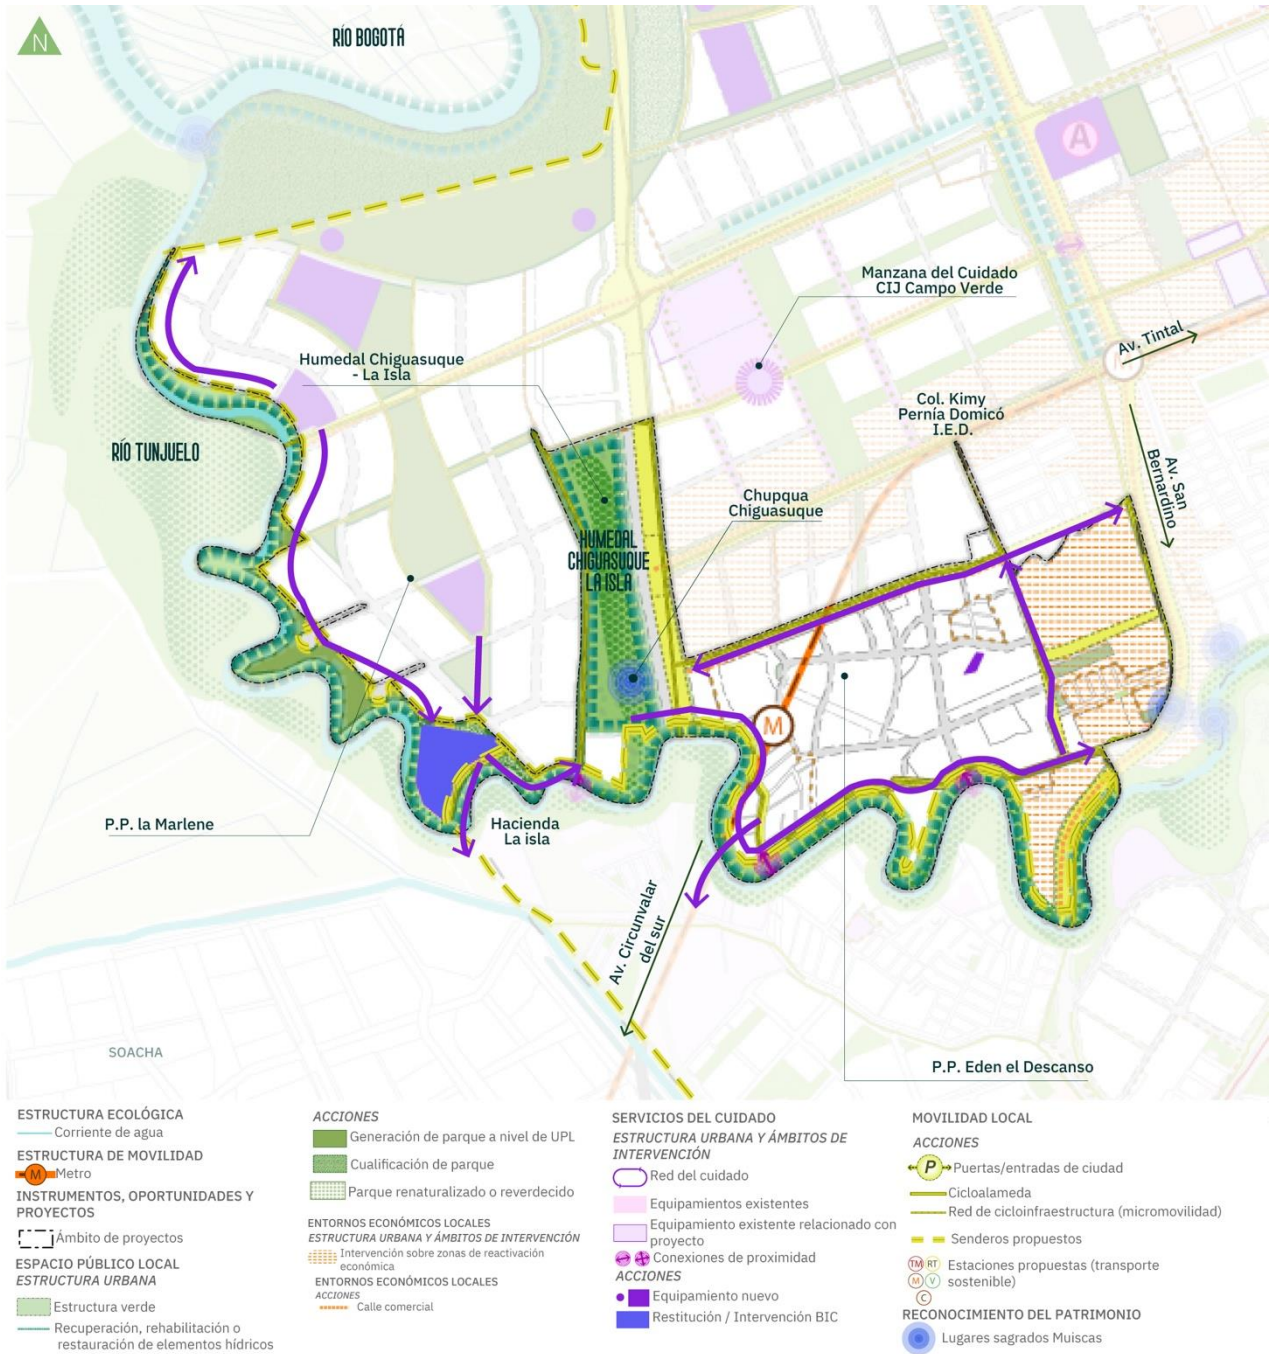 N
RÍO BOGOTÁ
A
Manzana del Cuidado
CIJ Campo Verde
Av. Tintal
Humedal Chiguasuque
- La Isla
Col. Kimy
Pernía Domicó
I.E.D.
RÍO TUNJUELO
Av. San
Bernardino
Chupqua
Chiguasuque
HUMEDAL
CHIGUASUQUE
LA ISLA
M
P.P. la Marlene
Hacienda
La isla
Av. Circunvalar
del sur
SOACHA
P.P. Eden el Descanso
ESTRUCTURA ECOLÓGICA
Corriente de agua
ESTRUCTURA DE MOVILIDAD
M Metro
INSTRUMENTOS, OPORTUNIDADES Y
PROYECTOS
Ámbito de proyectos
ESPACIO PÚBLICO LOCAL
ESTRUCTURA URBANA
Estructura verde
Recuperación, rehabilitación o
restauración de elementos hídricos
ACCIONES
Generación de parque a nivel de UPL
Cualificación de parque
Parque renaturalizado o reverdecido
ENTORNOS ECONÓMICOS LOCALES
ESTRUCTURA URBANA Y ÁMBITOS DE INTERVENCIÓN
Intervención sobre zonas de reactivación
económica
ENTORNOS ECONÓMICOS LOCALES
ACCIONES
Calle comercial
SERVICIOS DEL CUIDADO
ESTRUCTURA URBANA Y ÁMBITOS DE
INTERVENCIÓN
Red del cuidado
Equipamientos existentes
Equipamiento existente relacionado con
proyecto
Conexiones de proximidad
ACCIONES
Equipamiento nuevo
Restitución / Intervención BIC
MOVILIDAD LOCAL
ACCIONES
P Puertas/entradas de ciudad
Cicloalameda
Red de cicloinfraestructura (micromovilidad)
Senderos propuestos
TM RT Estaciones propuestas (transporte
M V sostenible)
C
RECONOCIMIENTO DEL PATRIMONIO
Lugares sagrados Muiscas